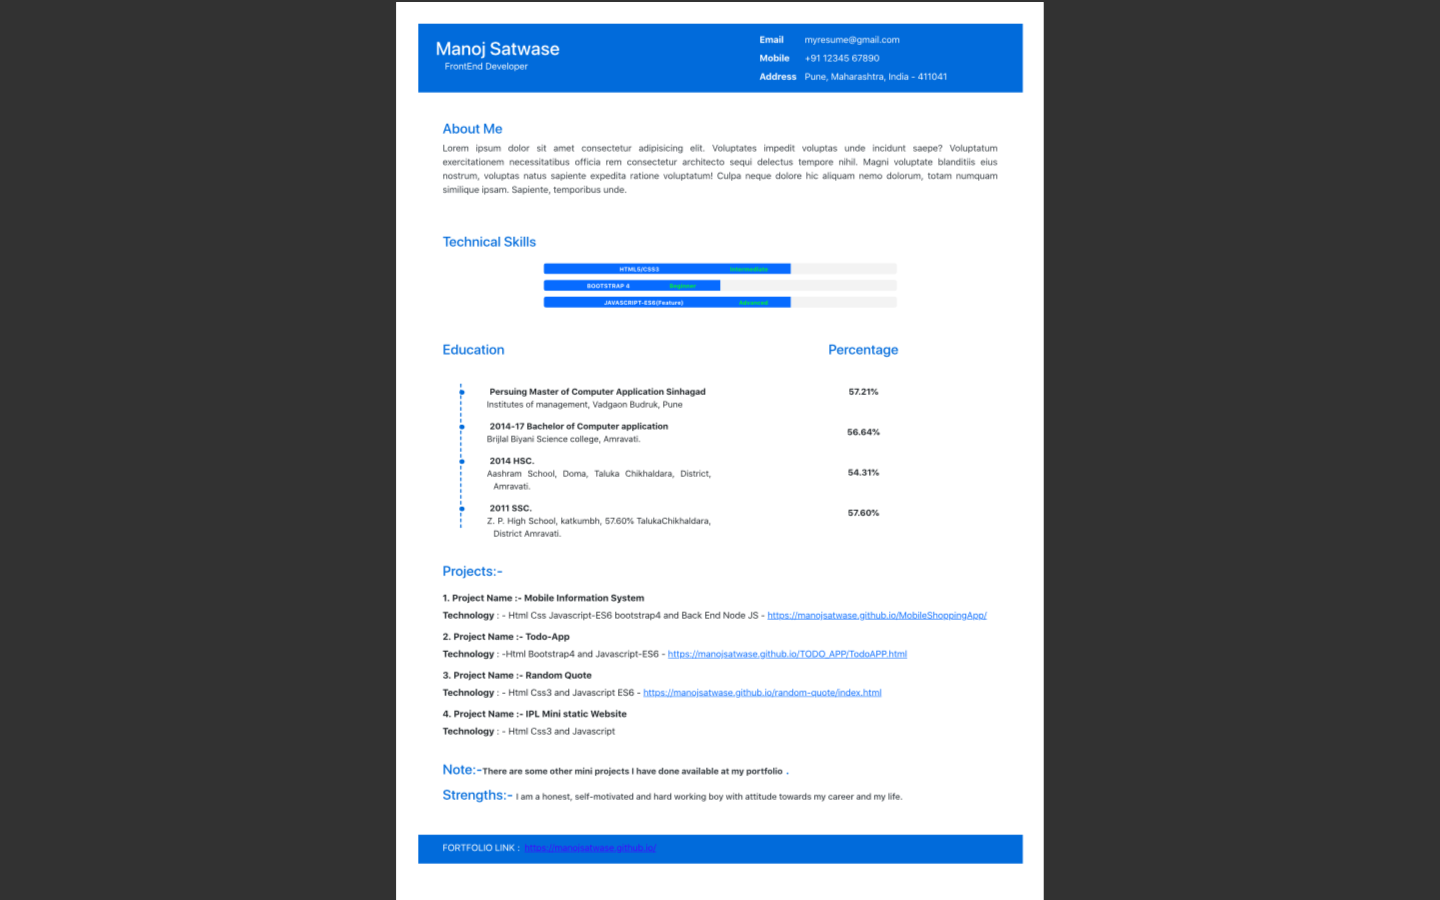 Manoj Satwase
FrontEnd Developer
Email myresume@gmail.com
Mobile +91 12345 67890
Address Pune, Maharashtra, India - 411041
About Me
Lorem ipsum dolor sit amet consectetur adipisicing elit. Voluptates impedit voluptas unde incidunt saepe? Voluptatum
exercitationem necessitatibus officia rem consectetur architecto sequi delectus tempore nihil. Magni voluptate blanditiis eius
nostrum, voluptas natus sapiente expedita ratione voluptatum! Culpa neque dolore hic aliquam nemo dolorum, totam numquam
similique ipsam. Sapiente, temporibus unde.
Technical Skills
HTML5/CSS3 Intermediate
BOOTSTRAP 4 Beginner
JAVASCRIPT-ES6(Feature) Advanced
Education Percentage
Persuing Master of Computer Application Sinhagad 57.21%
Institutes of management, Vadgaon Budruk, Pune
2014-17 Bachelor of Computer application 56.64%
Brijlal Biyani Science college, Amravati.
2014 HSC.
Aashram School, Doma, Taluka Chikhaldara, District, 54.31%
Amravati.
2011 SSC. 57.60%
Z. P. High School, katkumbh, 57.60% TalukaChikhaldara,
District Amravati.
Projects:-
1. Project Name :- Mobile Information System
Technology : - Html Css Javascript-ES6 bootstrap4 and Back End Node JS - https://manojsatwase.github.io/MobileShoppingApp/
2. Project Name :- Todo-App
Technology : -Html Bootstrap4 and Javascript-ES6 - https://manojsatwase.github.io/TODO_APP/TodoAPP.html
3. Project Name :- Random Quote
Technology : - Html Css3 and Javascript ES6 - https://manojsatwase.github.io/random-quote/index.html
4. Project Name :- IPL Mini static Website
Technology : - Html Css3 and Javascript
Note:-There are some other mini projects I have done available at my portfolio .
Strengths:- I am a honest, self-motivated and hard working boy with attitude towards my career and my life.
FORTFOLIO LINK : https://manojsatwase.github.io/